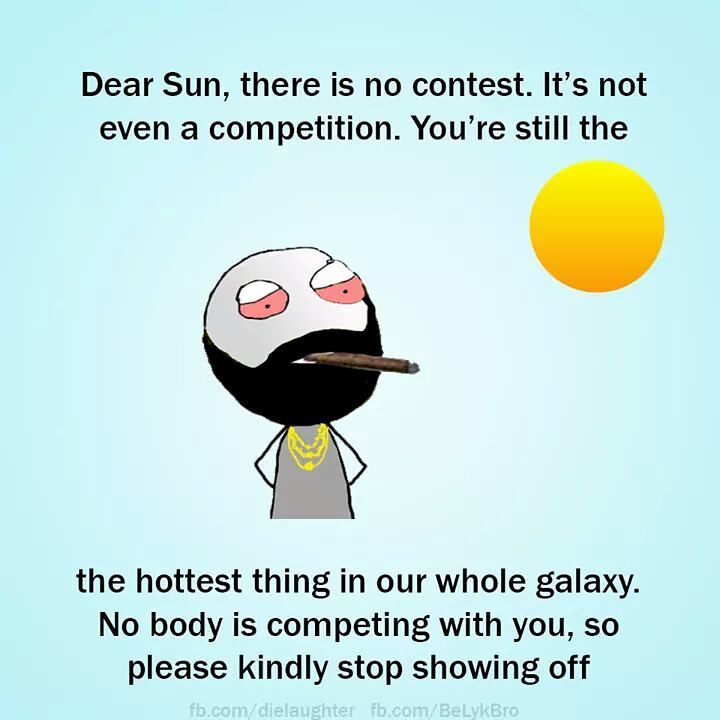 Dear Sun, there is no contest. It's not
even a competition. You're still the
the hottest thing in our whole galaxy.
No body is competing with you, so
please kindly stop showing off
fb.com/dielaughter fb.com/BeLykBro